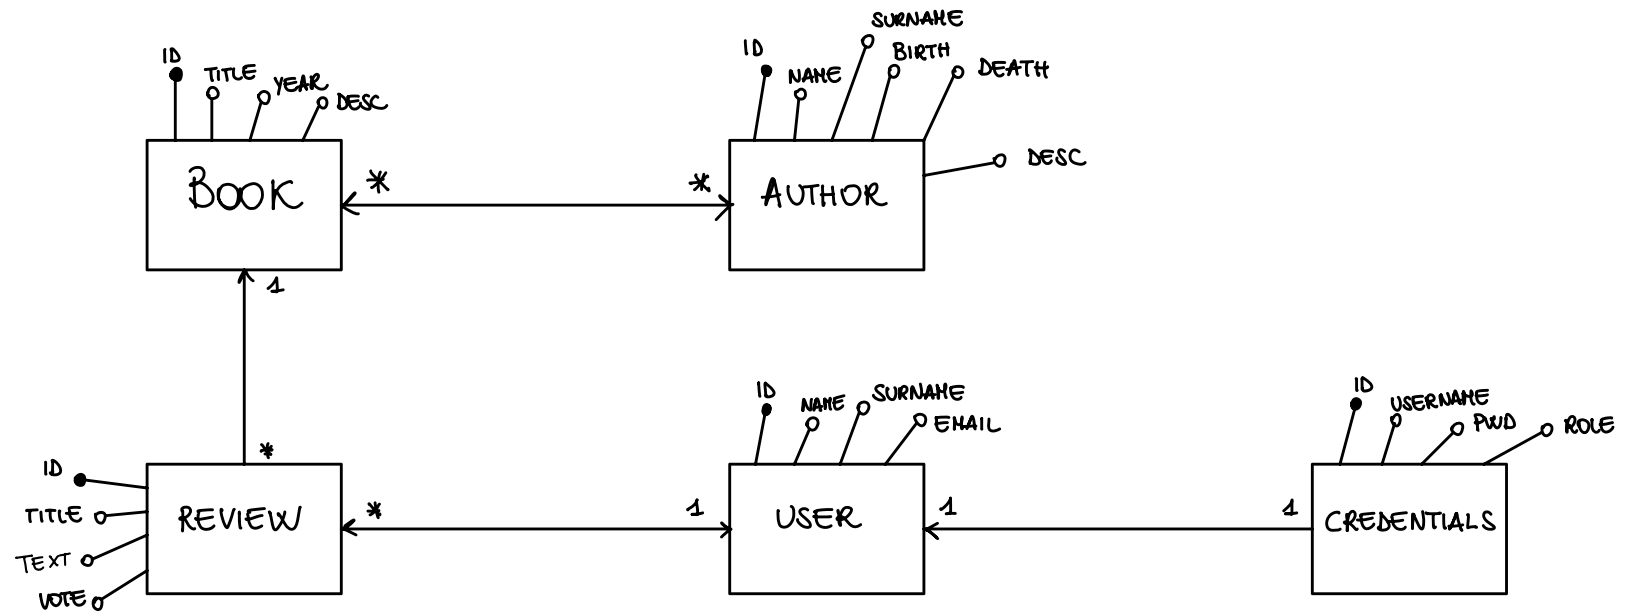 ID
TITLE
YEAR
DESC
BOOK
ID
NAME
SURNAME
BIRTH
DEATH
DESC
AUTHOR
*
*
1
*
ID
TITLE
TEXT
VOTE
REVIEW
*
1
ID
NAME
SURNAME
EMAIL
USER
1
1
ID
USERNAME
PWD
ROLE
CREDENTIALS